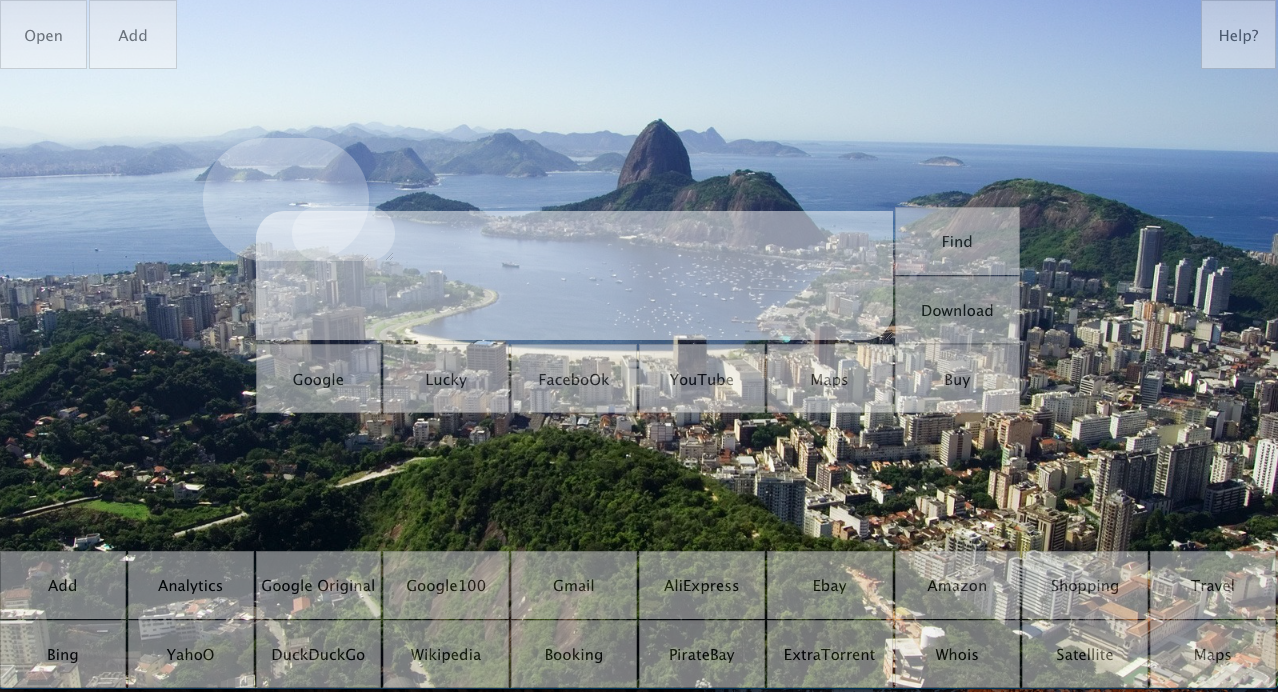 Open Add Help?
Find
Download
Google Lucky FaceboOk YouTube Maps Buy
Add Analytics Google Original Google100 Gmail AliExpress Ebay Amazon Shopping Travel
Bing YahoO DuckDuckGo Wikipedia Booking PirateBay ExtraTorrent Whois Satellite Maps